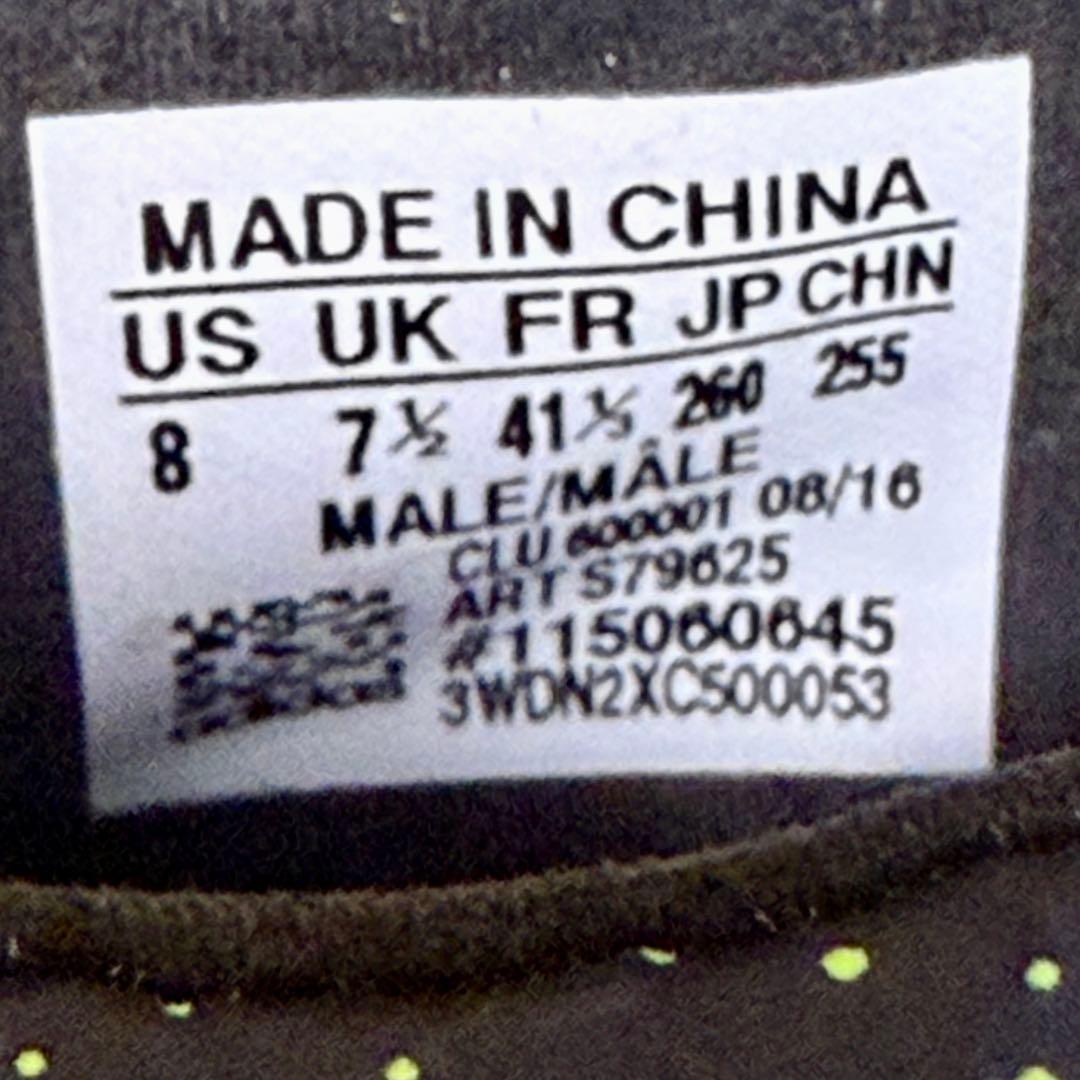 MADE IN CHINA
US UK FR JP CHN
8 7½ 41⅓ 260 255
MALE/MÂLE
CLU 600001 08/16
ART S79625
#115060645
3WDN2XC500053